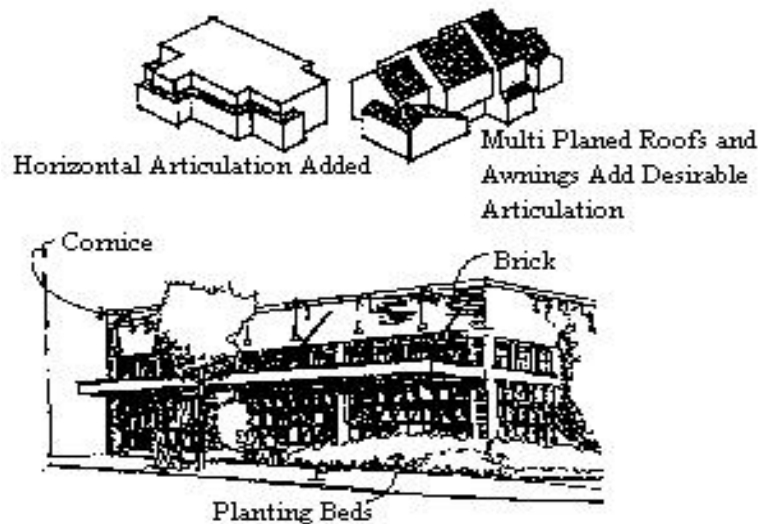 Horizontal Articulation Added
Multi Planed Roofs and
Awnings Add Desirable
Articulation
Cornice
Brick
Planting Beds